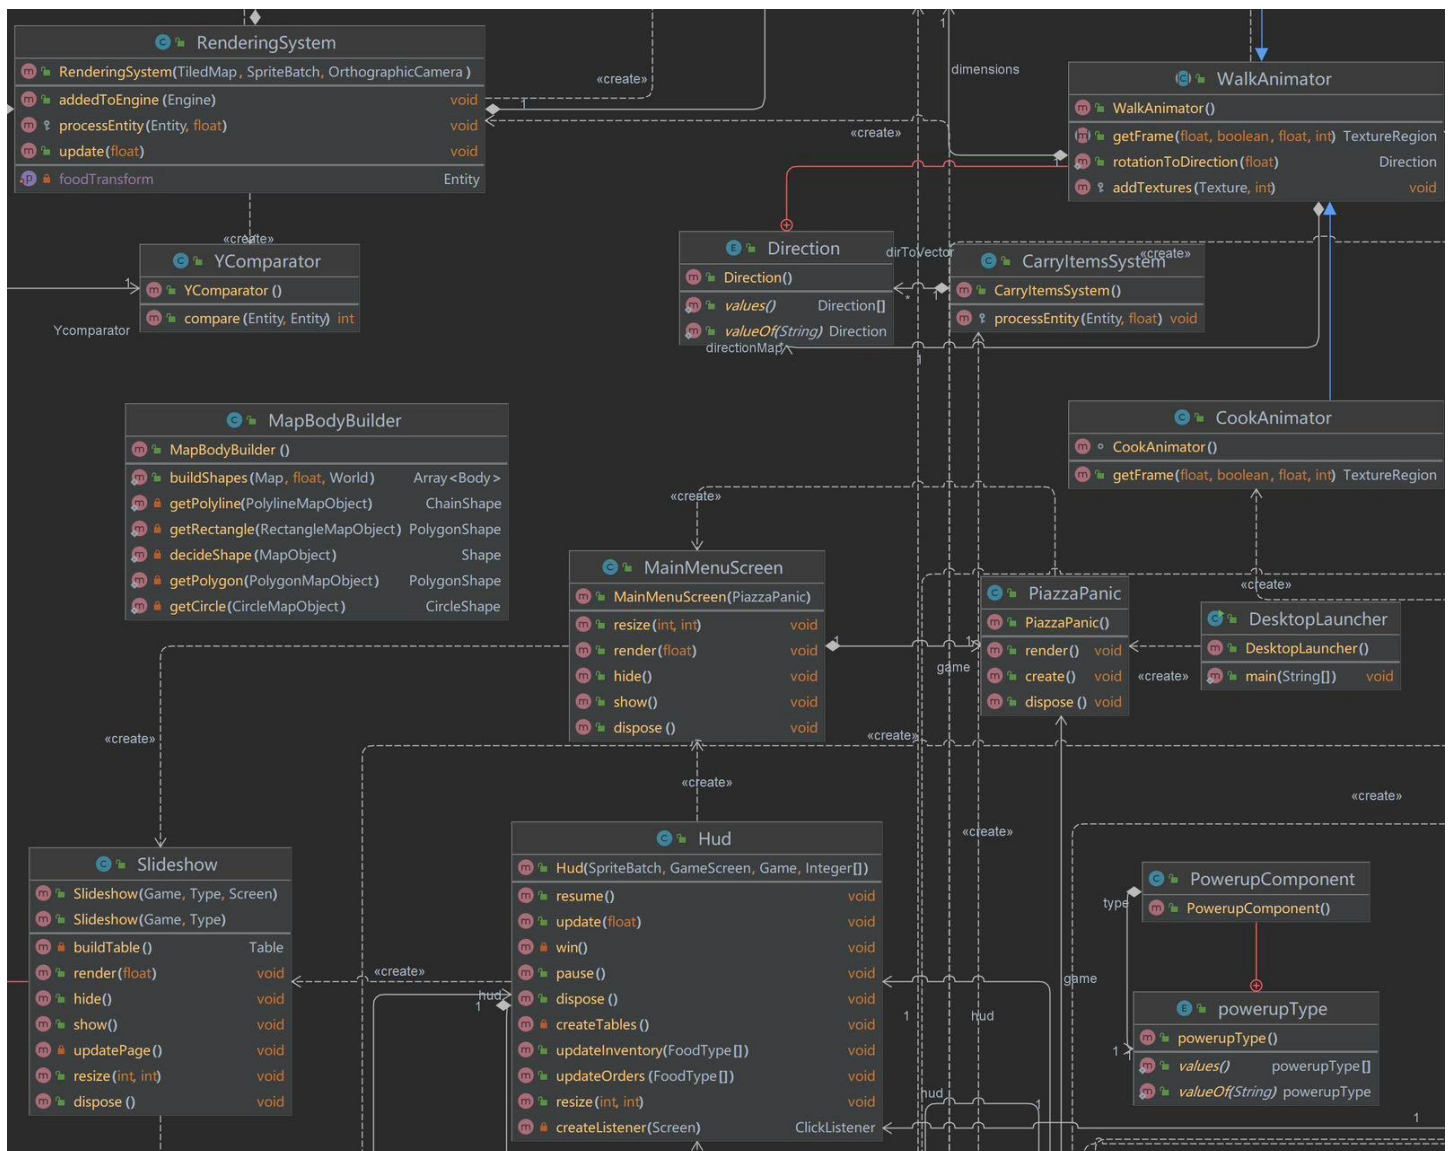 RenderingSystem
RenderingSystem(TiledMap, SpriteBatch, OrthographicCamera)
addedToEngine(Engine) void
processEntity(Entity, float) void
update(float) void
foodTransform Entity
«create»
1
«create»
1
dimensions
WalkAnimator
WalkAnimator()
getFrame(float, boolean, float, int) TextureRegion
rotationToDirection(float) Direction
addTextures(Texture, int) void
1
«create»
YComparator
YComparator()
compare(Entity, Entity) int
1
Ycomparator
Direction
Direction()
values() Direction[]
valueOf(String) Direction
directionMap
dirToVector
*
1
CarryItemsSystem
«create»
CarryItemsSystem()
processEntity(Entity, float) void
1
MapBodyBuilder
MapBodyBuilder()
buildShapes(Map, float, World) Array<Body>
getPolyline(PolylineMapObject) ChainShape
getRectangle(RectangleMapObject) PolygonShape
decideShape(MapObject) Shape
getPolygon(PolygonMapObject) PolygonShape
getCircle(CircleMapObject) CircleShape
CookAnimator
CookAnimator()
getFrame(float, boolean, float, int) TextureRegion
«create»
MainMenuScreen
MainMenuScreen(PiazzaPanic)
resize(int, int) void
render(float) void
hide() void
show() void
dispose() void
1
1
game
PiazzaPanic
PiazzaPanic()
render() void
create() void
dispose() void
«create»
DesktopLauncher
DesktopLauncher()
main(String[]) void
«create»
«create»
«create»
«create»
«create»
«create»
Slideshow
Slideshow(Game, Type, Screen)
Slideshow(Game, Type)
buildTable() Table
render(float) void
hide() void
show() void
updatePage() void
resize(int, int) void
dispose() void
«create»
hud
1
Hud
Hud(SpriteBatch, GameScreen, Game, Integer[])
resume() void
update(float) void
win() void
pause() void
dispose() void
createTables() void
updateInventory(FoodType[]) void
updateOrders(FoodType[]) void
resize(int, int) void
createListener(Screen) ClickListener
1
hud
game
hud
1
1
PowerupComponent
PowerupComponent()
type
1
powerupType
powerupType()
values() powerupType[]
valueOf(String) powerupType